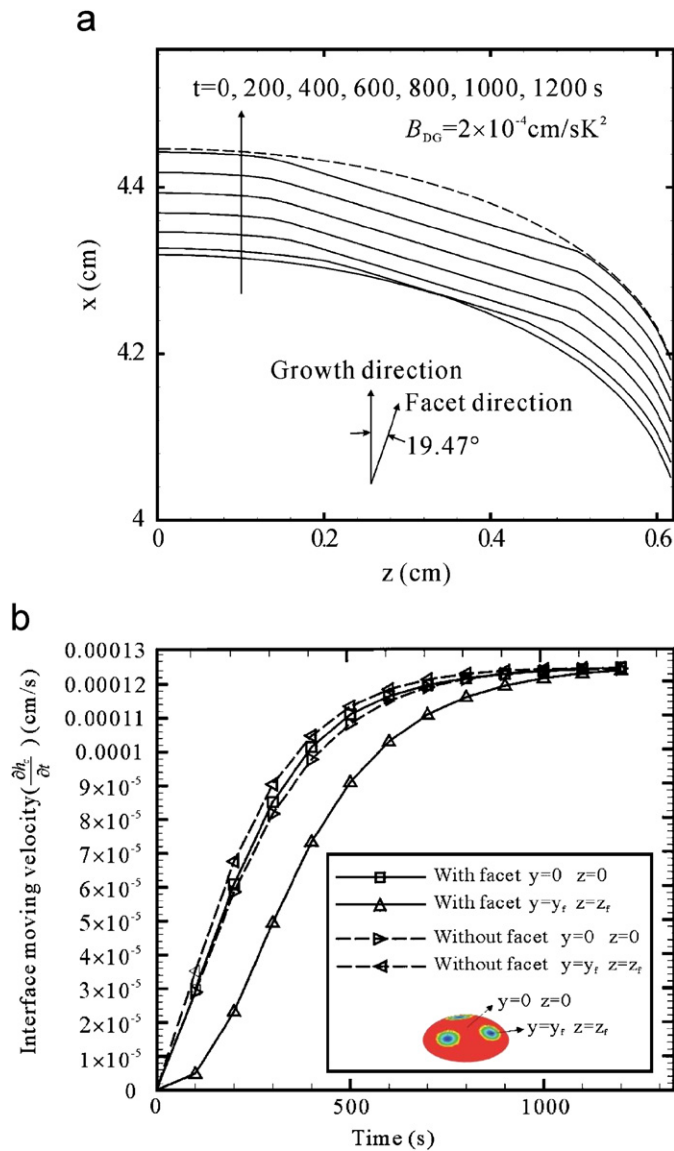 a
t=0, 200, 400, 600, 800, 1000, 1200 s
B_DG=2×10⁻⁴cm/sK²
4.4
4.2
4
x (cm)
Growth direction
Facet direction
19.47°
0
0.2
0.4
0.6
z (cm)
b
Interface moving velocity(∂h_c/∂t) (cm/s)
0.00013
0.00012
0.00011
0.0001
9×10⁻⁵
8×10⁻⁵
7×10⁻⁵
6×10⁻⁵
5×10⁻⁵
4×10⁻⁵
3×10⁻⁵
2×10⁻⁵
1×10⁻⁵
0
With facet y=0 z=0
With facet y=y_f z=z_f
Without facet y=0 z=0
Without facet y=y_f z=z_f
y=0 z=0
y=y_f z=z_f
0
500
1000
Time (s)